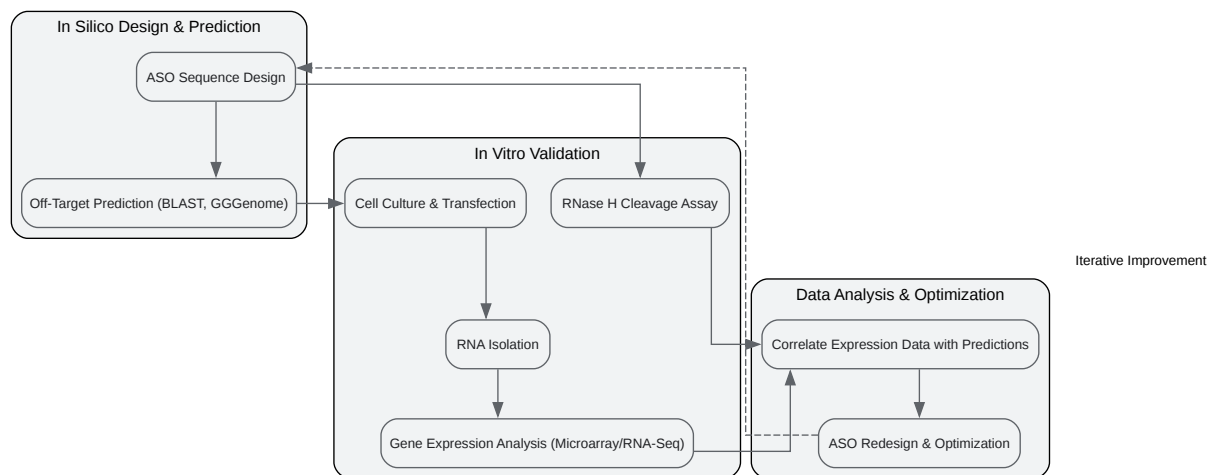 In Silico Design & Prediction
ASO Sequence Design
Off-Target Prediction (BLAST, GGGenome)
In Vitro Validation
Cell Culture & Transfection
RNase H Cleavage Assay
RNA Isolation
Gene Expression Analysis (Microarray/RNA-Seq)
Iterative Improvement
Data Analysis & Optimization
Correlate Expression Data with Predictions
ASO Redesign & Optimization